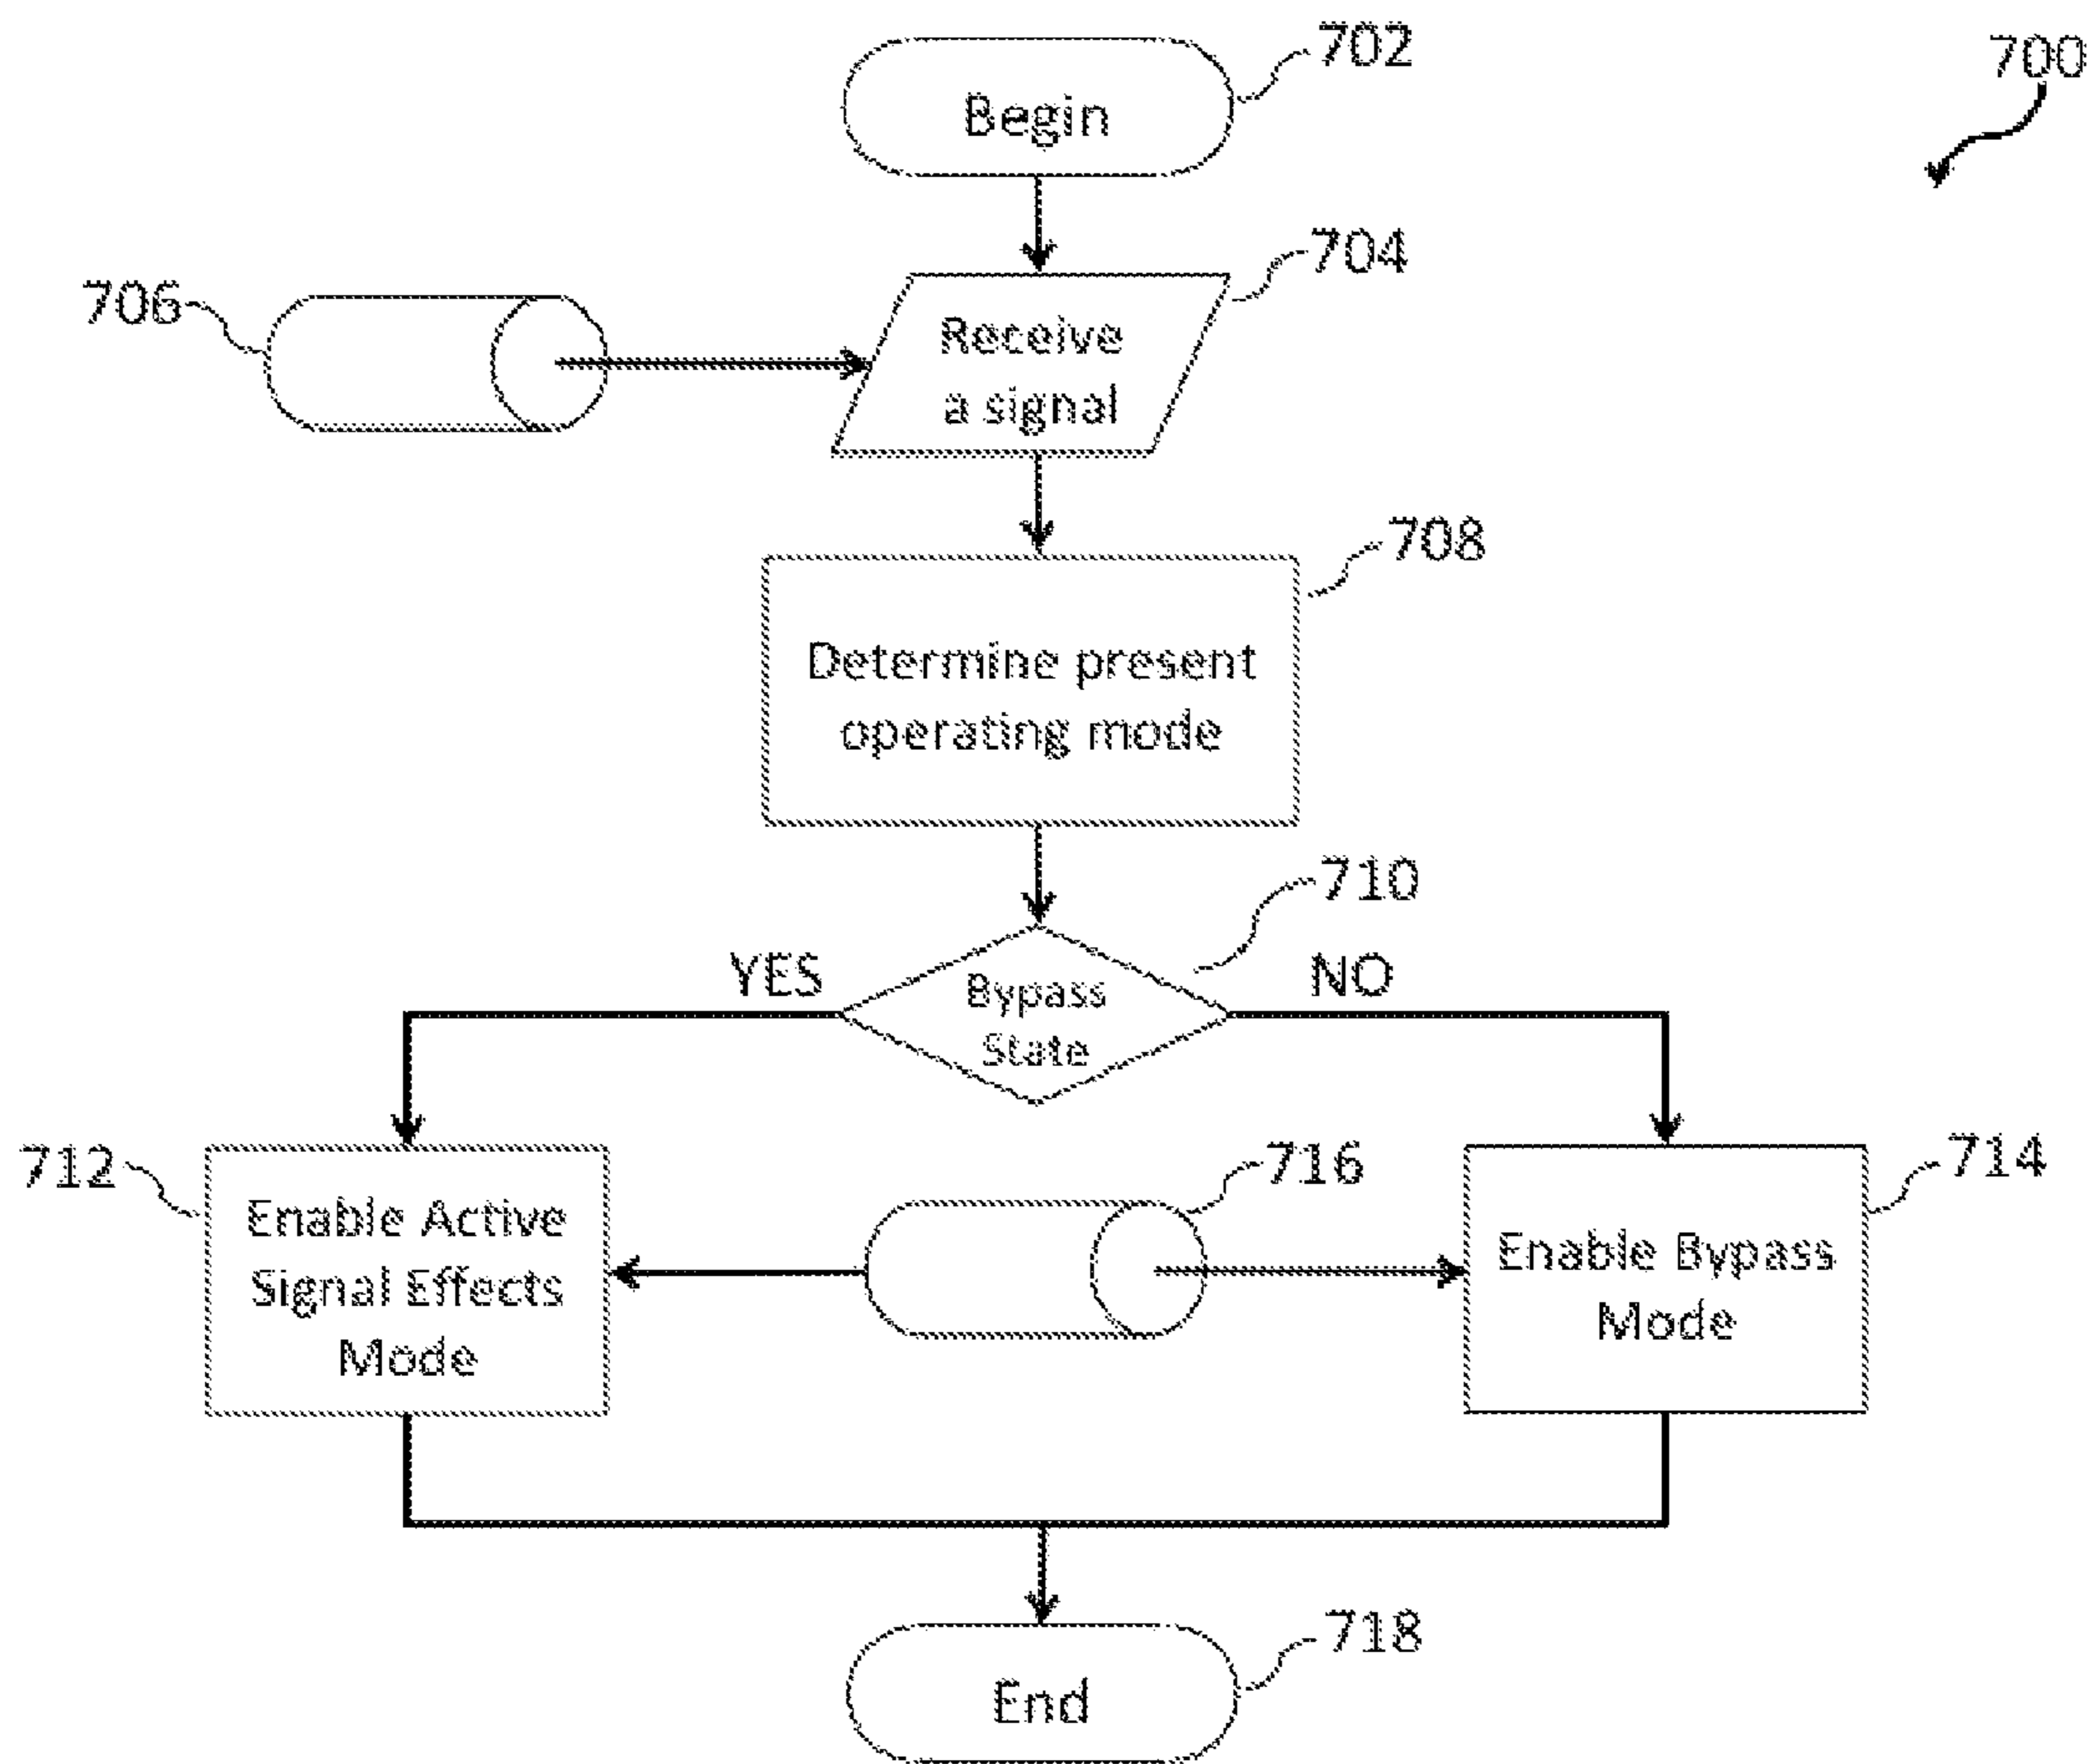 702
700
Begin
704
706
Receive
a signal
708
Determine present
operating mode
710
YES
NO
Bypass
State
712
716
714
Enable Active
Signal Effects
Mode
Enable Bypass
Mode
718
End